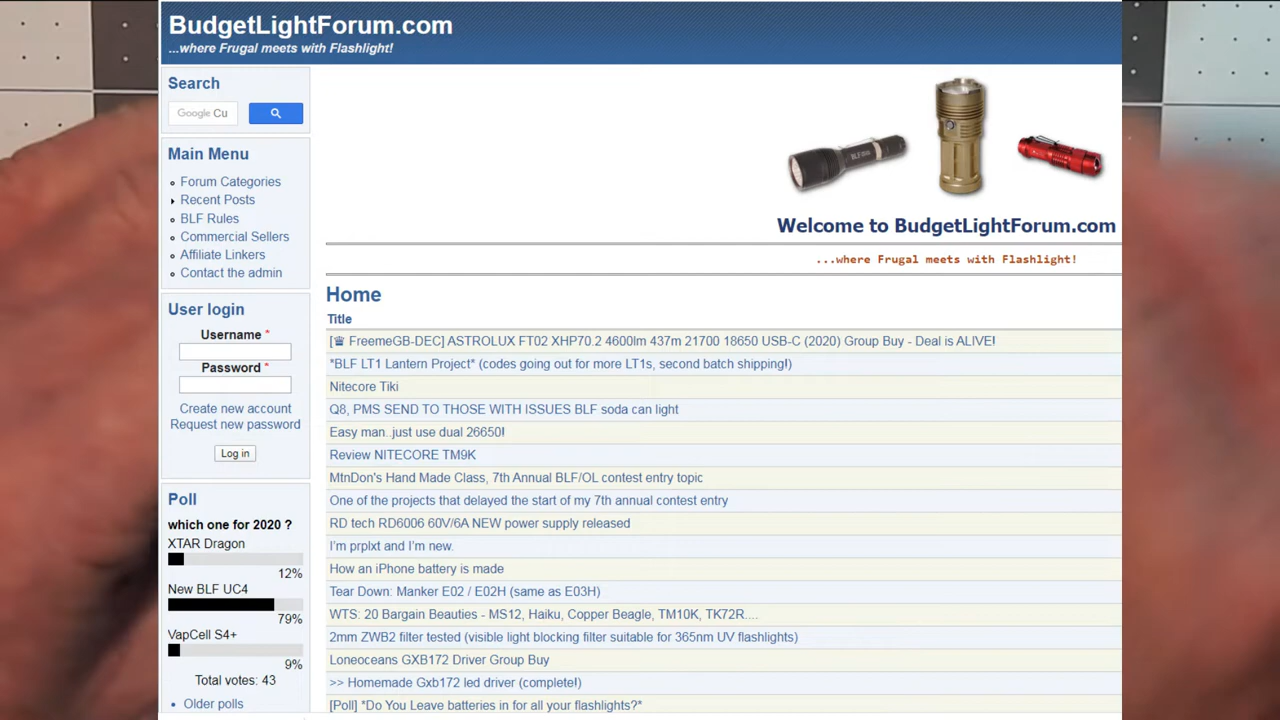 BudgetLightForum.com
...where Frugal meets with Flashlight!
Search
Google Cu
Main Menu
Forum Categories
Recent Posts
BLF Rules
Commercial Sellers
Affiliate Linkers
Contact the admin
User login
Username *
Password *
Create new account
Request new password
Log in
Poll
which one for 2020 ?
XTAR Dragon
12%
New BLF UC4
79%
VapCell S4+
9%
Total votes: 43
Older polls
Welcome to BudgetLightForum.com
...where Frugal meets with Flashlight!
Home
Title
[♛ FreemeGB-DEC] ASTROLUX FT02 XHP70.2 4600lm 437m 21700 18650 USB-C (2020) Group Buy - Deal is ALIVE!
*BLF LT1 Lantern Project* (codes going out for more LT1s, second batch shipping!)
Nitecore Tiki
Q8, PMS SEND TO THOSE WITH ISSUES BLF soda can light
Easy man..just use dual 26650!
Review NITECORE TM9K
MtnDon's Hand Made Class, 7th Annual BLF/OL contest entry topic
One of the projects that delayed the start of my 7th annual contest entry
RD tech RD6006 60V/6A NEW power supply released
I'm prplxt and I'm new.
How an iPhone battery is made
Tear Down: Manker E02 / E02H (same as E03H)
WTS: 20 Bargain Beauties - MS12, Haiku, Copper Beagle, TM10K, TK72R....
2mm ZWB2 filter tested (visible light blocking filter suitable for 365nm UV flashlights)
Loneoceans GXB172 Driver Group Buy
>> Homemade Gxb172 led driver (complete!)
[Poll] *Do You Leave batteries in for all your flashlights?*